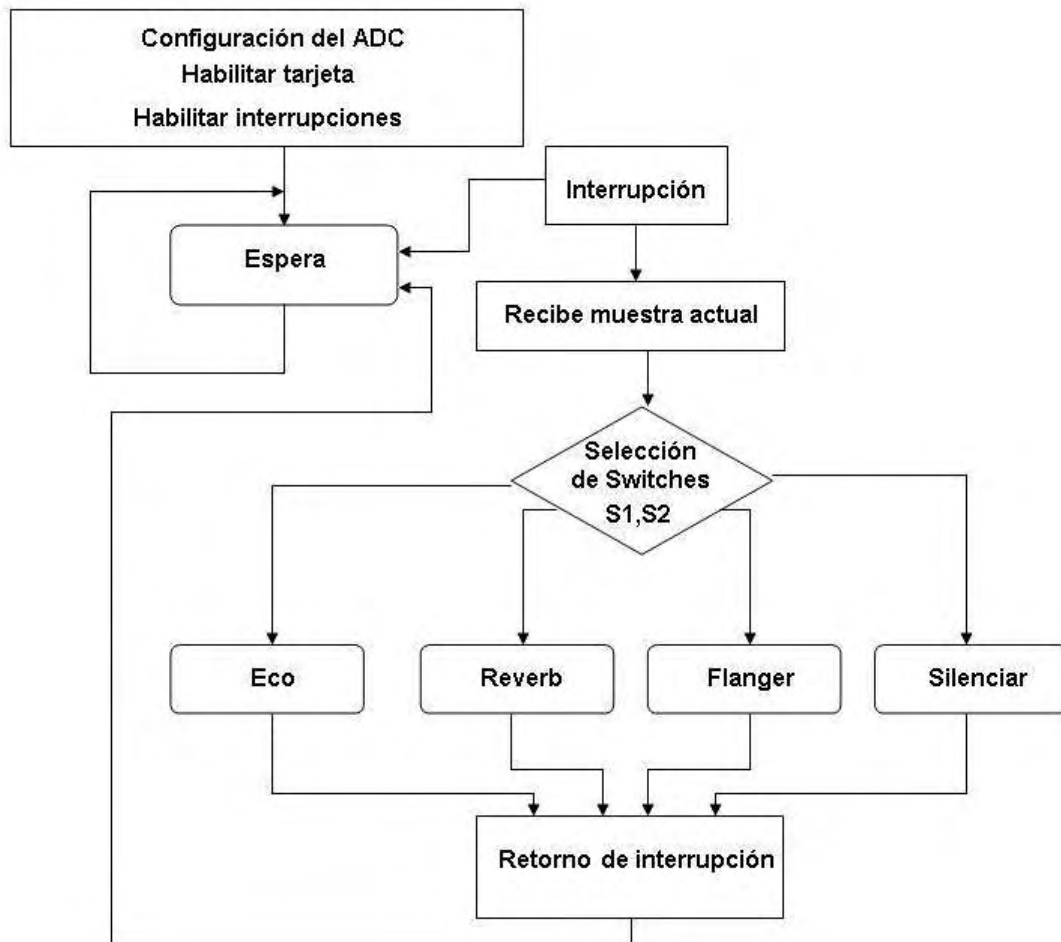 Configuración del ADC
Habilitar tarjeta
Habilitar interrupciones
Interrupción
Espera
Recibe muestra actual
Selección
de Switches
S1,S2
Eco
Reverb
Flanger
Silenciar
Retorno de interrupción